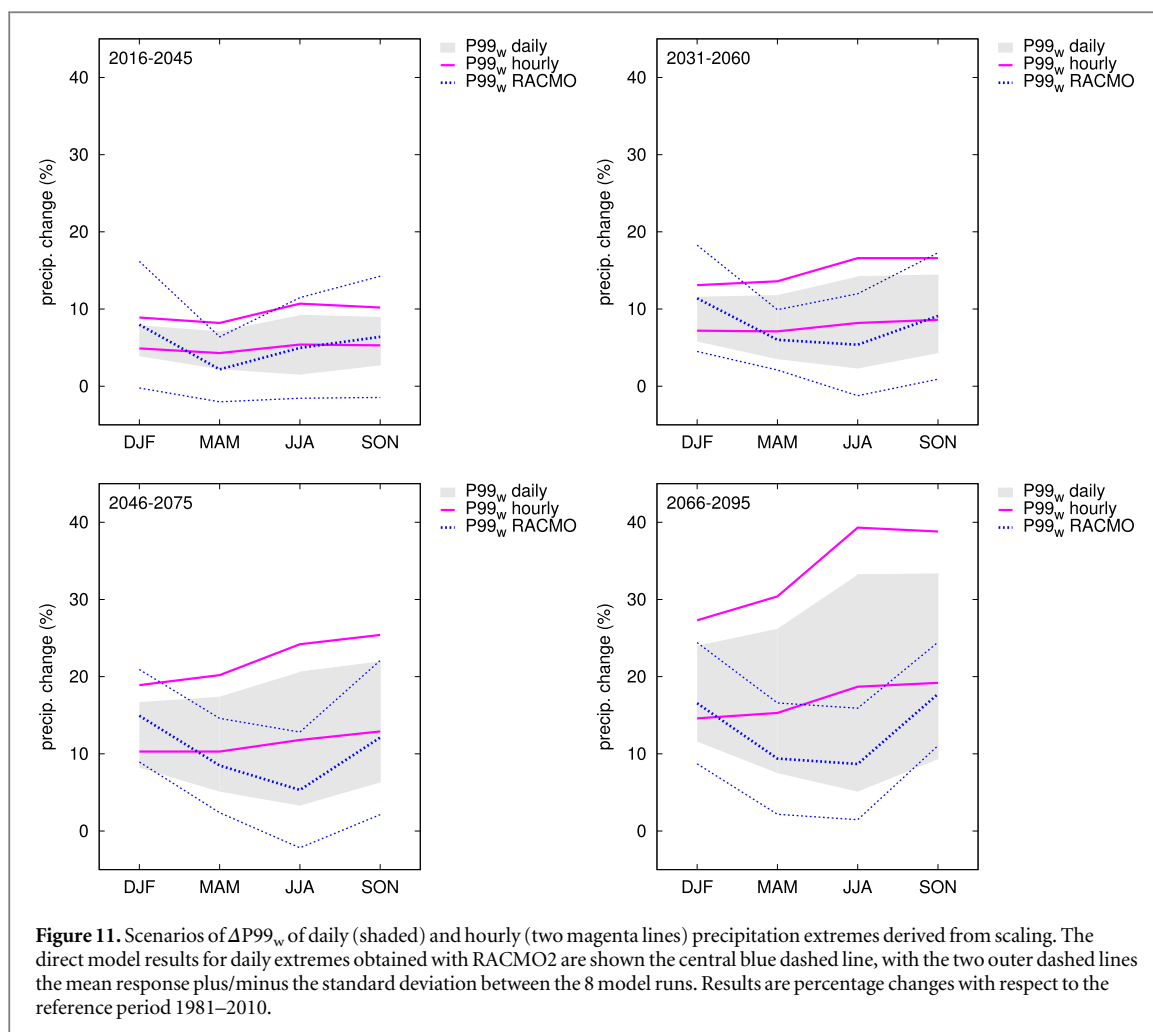 2016-2045
P99w daily
P99w hourly
P99w RACMO
precip. change (%)
40
30
20
10
0
DJF MAM JJA SON
2031-2060
P99w daily
P99w hourly
P99w RACMO
precip. change (%)
40
30
20
10
0
DJF MAM JJA SON
2046-2075
P99w daily
P99w hourly
P99w RACMO
precip. change (%)
40
30
20
10
0
DJF MAM JJA SON
2066-2095
P99w daily
P99w hourly
P99w RACMO
precip. change (%)
40
30
20
10
0
DJF MAM JJA SON
Figure 11. Scenarios of ΔP99w of daily (shaded) and hourly (two magenta lines) precipitation extremes derived from scaling. The
direct model results for daily extremes obtained with RACMO2 are shown the central blue dashed line, with the two outer dashed lines
the mean response plus/minus the standard deviation between the 8 model runs. Results are percentage changes with respect to the
reference period 1981–2010.